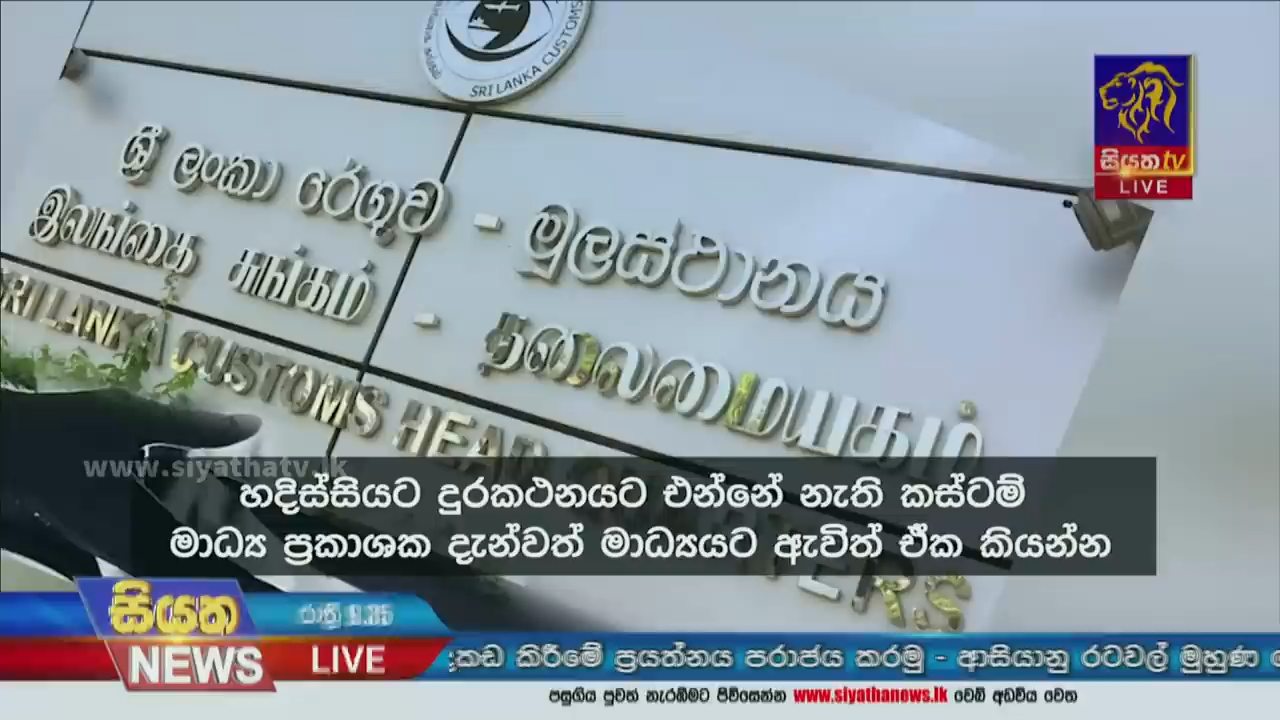 SRI LANKA CUSTOMS
සියත tv
LIVE
ශ්‍රී ලංකා රේගුව - මූලස්ථානය
இலங்கை சுங்கம் - தலைமையகம்
SRI LANKA CUSTOMS HEAD
www.siyathatv.lk
හදිස්සියට දුරකථනයට එන්නේ නැති කස්ටම්
මාධ්‍ය ප්‍රකාශක දැන්වත් මාධ්‍යයට ඇවිත් ඒක කියන්න
සියත
NEWS
රාත්‍රී
LIVE
කිරීමේ ප්‍රයත්නය පරාජය කරමු - ආසියානු රටවල් මුහුණ
පසුගිය පුවත් නැරඹීමට පිවිසෙන්න www.siyathanews.lk වෙබ් අඩවිය වෙත